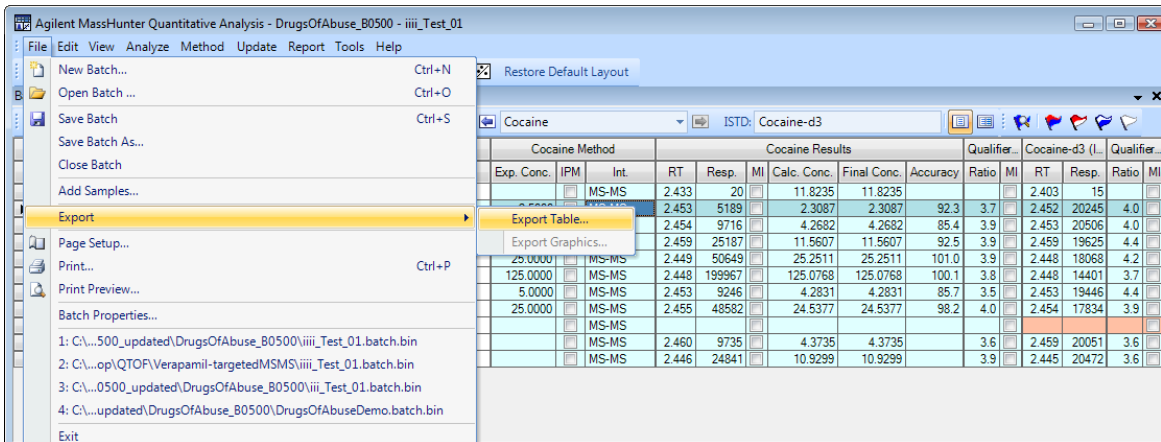 Agilent MassHunter Quantitative Analysis - DrugsOfAbuse_B0500 - iiii_Test_01
File Edit View Analyze Method Update Report Tools Help
New Batch... Ctrl+N
Restore Default Layout
Open Batch ... Ctrl+O
Save Batch Ctrl+S
Cocaine ISTD: Cocaine-d3
Save Batch As...
Close Batch
Add Samples...
Export
Export Table...
Export Graphics...
Page Setup...
Print... Ctrl+P
Print Preview...
Batch Properties...
1: C:\...500_updated\DrugsOfAbuse_B0500\iiii_Test_01.batch.bin
2: C:\...op\QTOF\Verapamil-targetedMSMS\iiii_Test_01.batch.bin
3: C:\...0500_updated\DrugsOfAbuse_B0500\iii_Test_01.batch.bin
4: C:\...updated\DrugsOfAbuse_B0500\DrugsOfAbuseDemo.batch.bin
Exit
Cocaine Method Cocaine Results Qualifier... Cocaine-d3 (I... Qualifier...
Exp. Conc. IPM Int. RT Resp. MI Calc. Conc. Final Conc. Accuracy Ratio MI RT Resp. Ratio MI
MS-MS 2.433 20 11.8235 11.8235 2.403 15
2.453 5189 2.3087 2.3087 92.3 3.7 2.452 20245 4.0
2.454 9716 4.2682 4.2682 85.4 3.9 2.453 20506 4.0
2.459 25187 11.5607 11.5607 92.5 3.9 2.459 19625 4.4
25.0000 MS-MS 2.449 50649 25.2511 25.2511 101.0 3.9 2.448 18068 4.2
125.0000 MS-MS 2.448 199967 125.0768 125.0768 100.1 3.8 2.448 14401 3.7
5.0000 MS-MS 2.453 9246 4.2831 4.2831 85.7 3.5 2.453 19446 4.4
25.0000 MS-MS 2.455 48582 24.5377 24.5377 98.2 4.0 2.454 17834 3.9
MS-MS
MS-MS 2.460 9735 4.3735 4.3735 3.6 2.459 20051 3.6
MS-MS 2.446 24841 10.9299 10.9299 3.9 2.445 20472 3.6